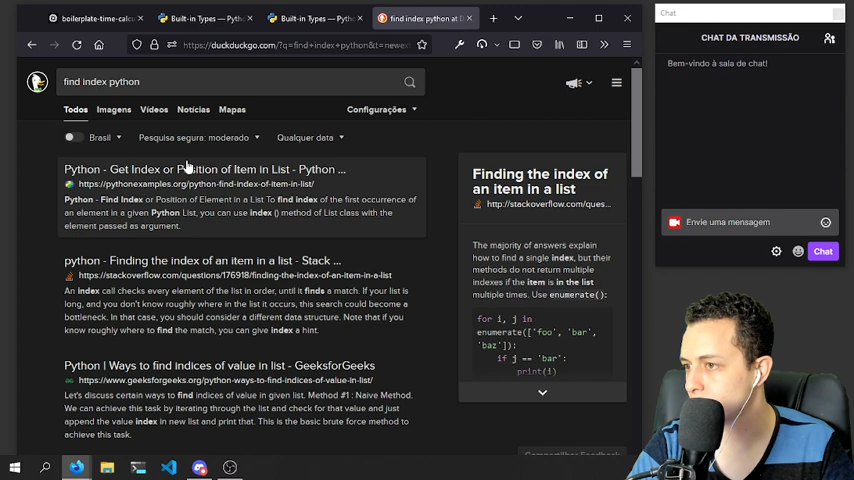 boilerplate-time-calcu
Built-in Types — Pytho
Built-in Types — Python
find index python at D
https://duckduckgo.com/?q=find+index+python&t=newex
find index python
Todos
Imagens
Vídeos
Notícias
Mapas
Configurações
Brasil
Pesquisa segura: moderado
Qualquer data
Python - Get Index or Position of Item in List - Python ...
https://pythonexamples.org/python-find-index-of-item-in-list/
Python - Find Index or Position of Element in a List To find index of the first occurrence of
an element in a given Python List, you can use index () method of List class with the
element passed as argument.
python - Finding the index of an item in a list - Stack ...
https://stackoverflow.com/questions/176918/finding-the-index-of-an-item-in-a-list
An index call checks every element of the list in order, until it finds a match. If your list is
long, and you don't know roughly where in the list it occurs, this search could become a
bottleneck. In that case, you should consider a different data structure. Note that if you
know roughly where to find the match, you can give index a hint.
Python | Ways to find indices of value in list - GeeksforGeeks
https://www.geeksforgeeks.org/python-ways-to-find-indices-of-value-in-list/
Let's discuss certain ways to find indices of value in given list. Method #1 : Naive Method.
We can achieve this task by iterating through the list and check for that value and just
append the value index in new list and print that. This is the basic brute force method to
achieve this task.
Finding the index of
an item in a list
http://stackoverflow.com/ques...
The majority of answers explain
how to find a single index, but their
methods do not return multiple
indexes if the item is in the list
multiple times. Use enumerate():
for i, j in
enumerate(['foo', 'bar',
'baz']):
if j == 'bar':
print(i)
Compartilhar Feedback
Chat
CHAT DA TRANSMISSÃO
Bem-vindo à sala de chat!
Envie uma mensagem
Chat